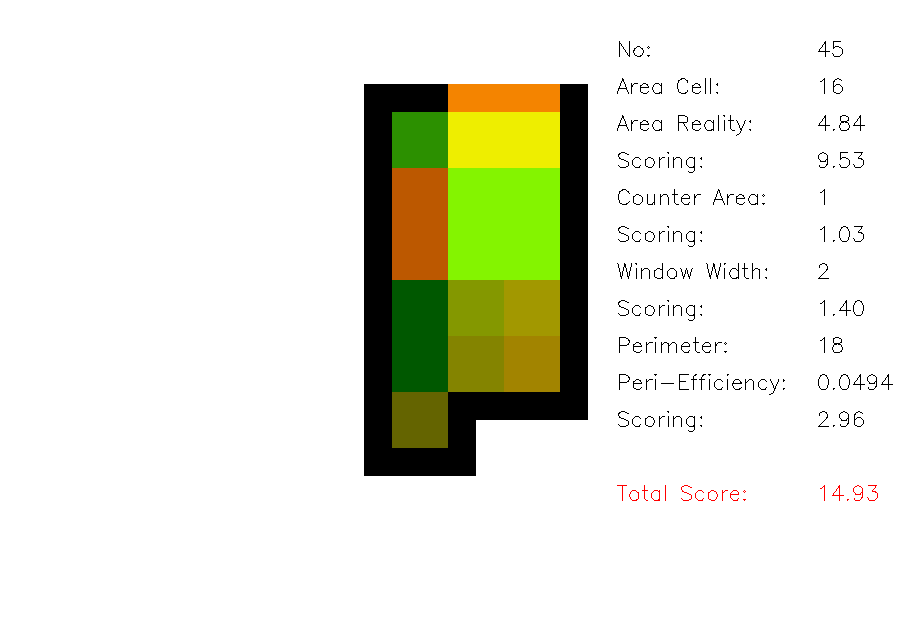 No: 45
Area Cell: 16
Area Reality: 4.84
Scoring: 9.53
Counter Area: 1
Scoring: 1.03
Window Width: 2
Scoring: 1.40
Perimeter: 18
Peri-Efficiency: 0.0494
Scoring: 2.96
Total Score: 14.93